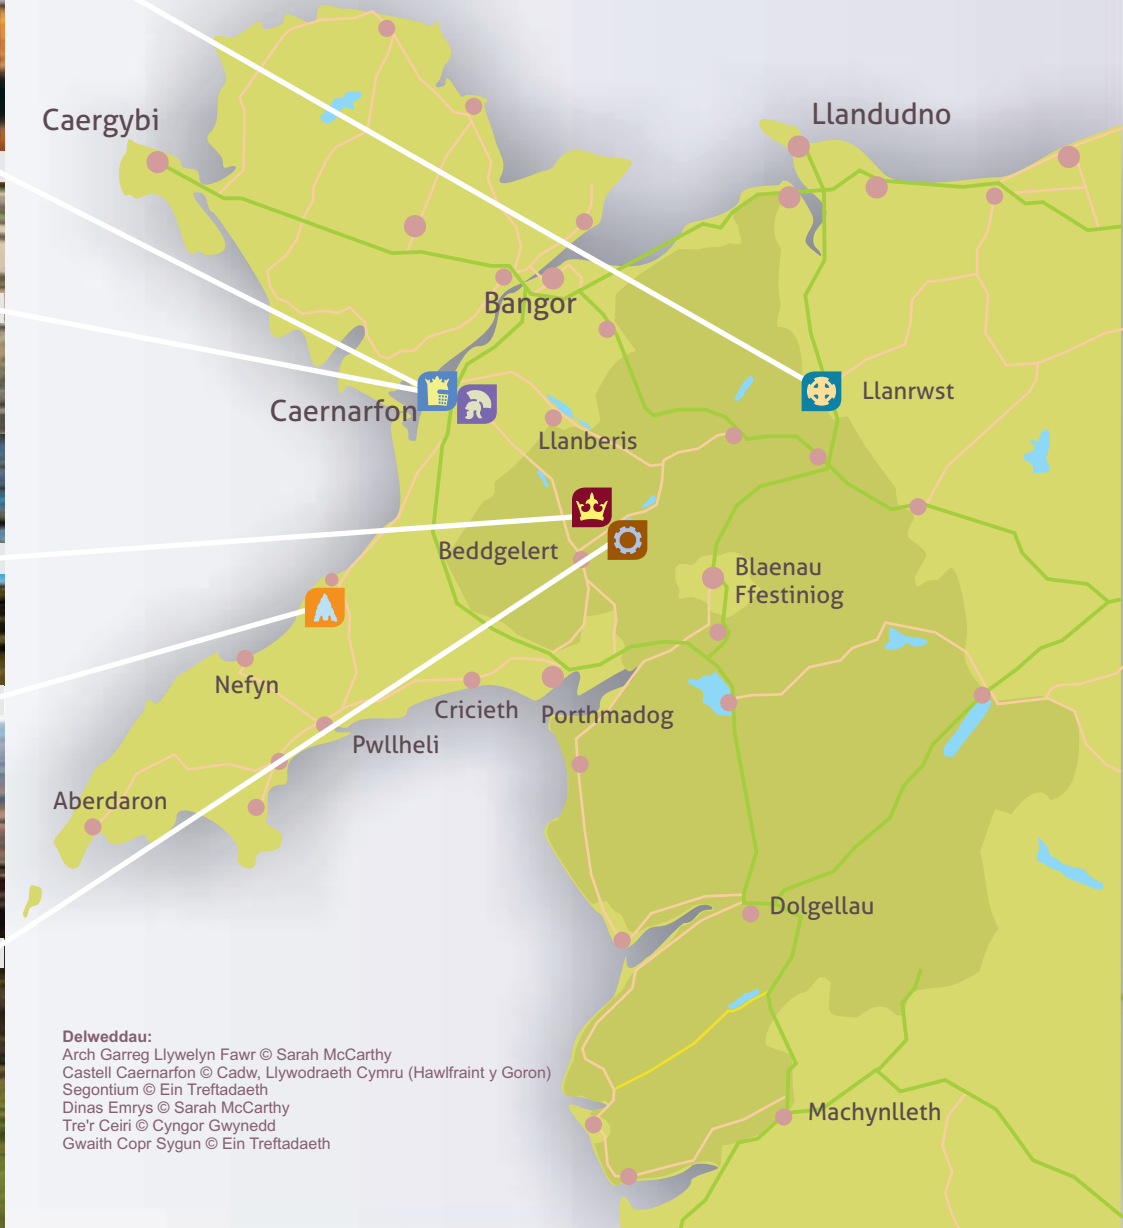 Caergybi
Llandudno
Bangor
Caernarfon
Llanrwst
Llanberis
Beddgelert
Blaenau
Ffestiniog
Nefyn
Cricieth
Porthmadog
Pwllheli
Aberdaron
Dolgellau
Machynlleth
Delweddau:
Arch Garreg Llywelyn Fawr © Sarah McCarthy
Castell Caernarfon © Cadw, Llywodraeth Cymru (Hawlfraint y Goron)
Segontium © Ein Treftadaeth
Dinas Emrys © Sarah McCarthy
Tre'r Ceiri © Cyngor Gwynedd
Gwaith Copr Sygun © Ein Treftadaeth